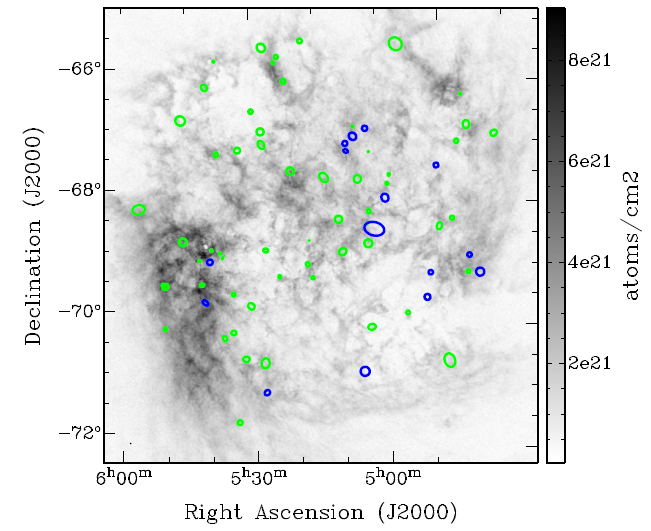 −66°
−68°
−70°
−72°
Declination (J2000)
6ʰ00ᵐ
5ʰ30ᵐ
5ʰ00ᵐ
Right Ascension (J2000)
8e21
6e21
4e21
2e21
atoms/cm2